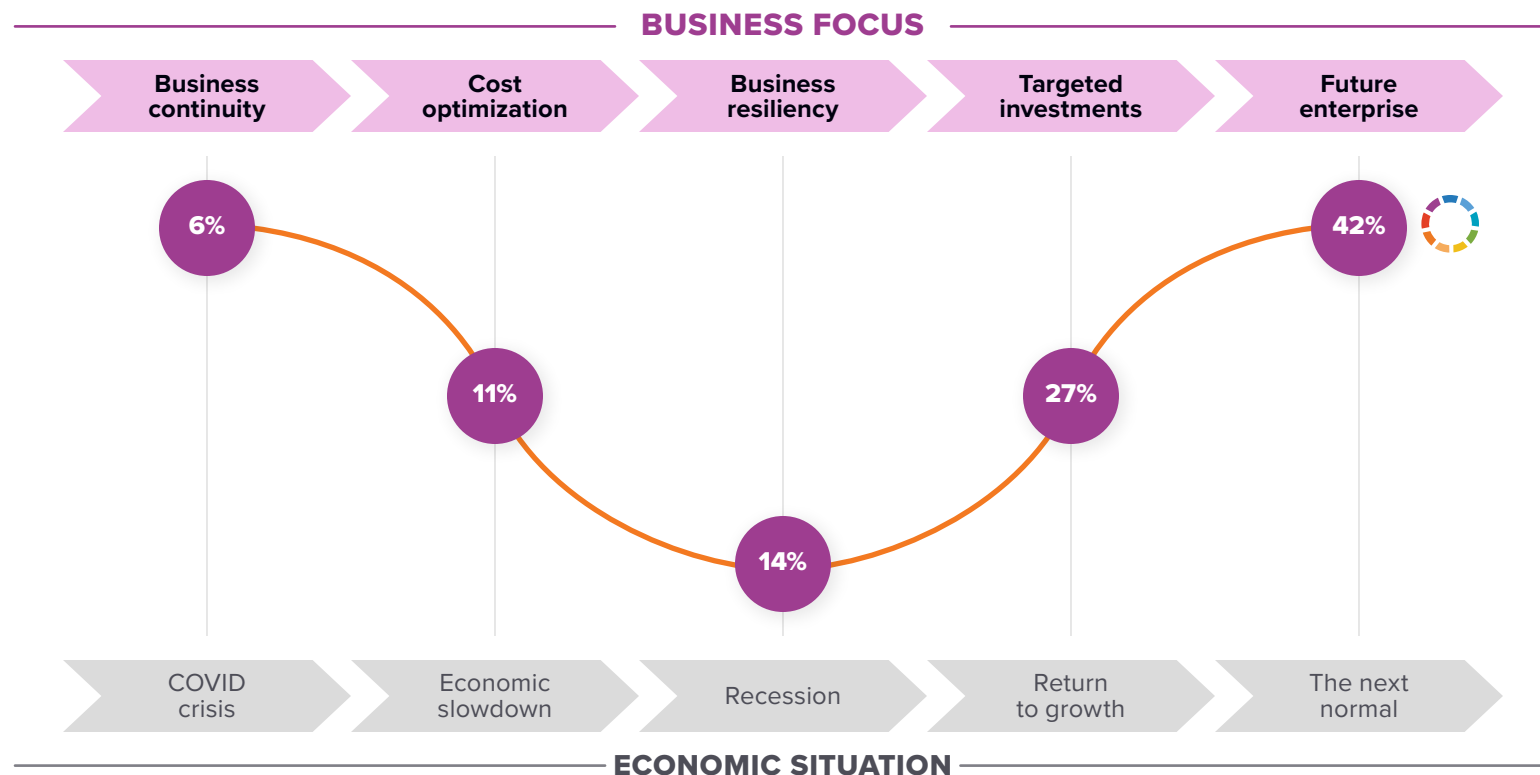 BUSINESS FOCUS
Business
continuity
Cost
optimization
Business
resiliency
Targeted
investments
Future
enterprise
6%
11%
14%
27%
42%
COVID
crisis
Economic
slowdown
Recession
Return
to growth
The next
normal
ECONOMIC SITUATION